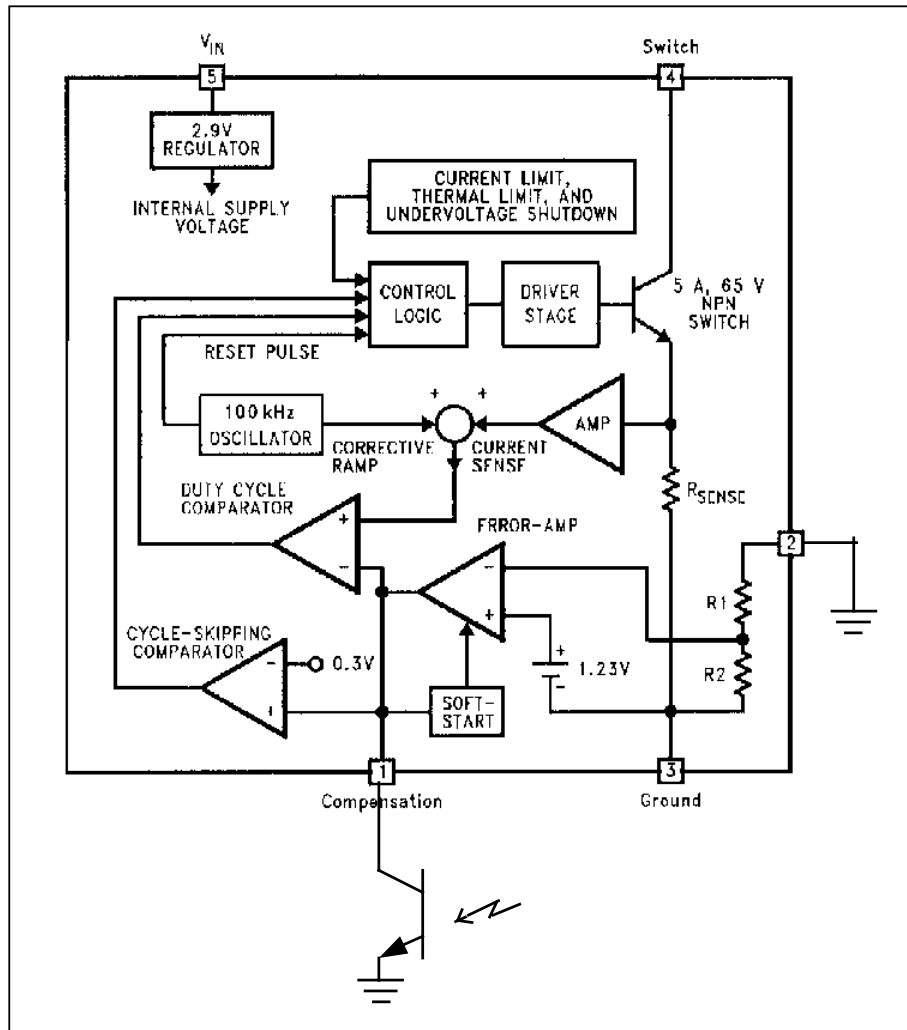 VIN
Switch
5
4
2.9V
REGULATOR
INTERNAL SUPPLY
VOLTAGE
CURRENT LIMIT,
THERMAL LIMIT, AND
UNDERVOLTAGE SHUTDOWN
CONTROL
LOGIC
DRIVER
STAGE
5 A, 65 V
NPN
SWITCH
RESET PULSE
100 kHz
OSCILLATOR
+
+
AMP
CORRECTIVE
RAMP
CURRENT
SENSE
RSENSE
DUTY CYCLE
COMPARATOR
+
-
ERROR-AMP
-
+
2
R1
R2
CYCLE-SKIPPING
COMPARATOR
-
+
0.3V
SOFT-
START
+
1.23V
-
1
3
Compensation
Ground